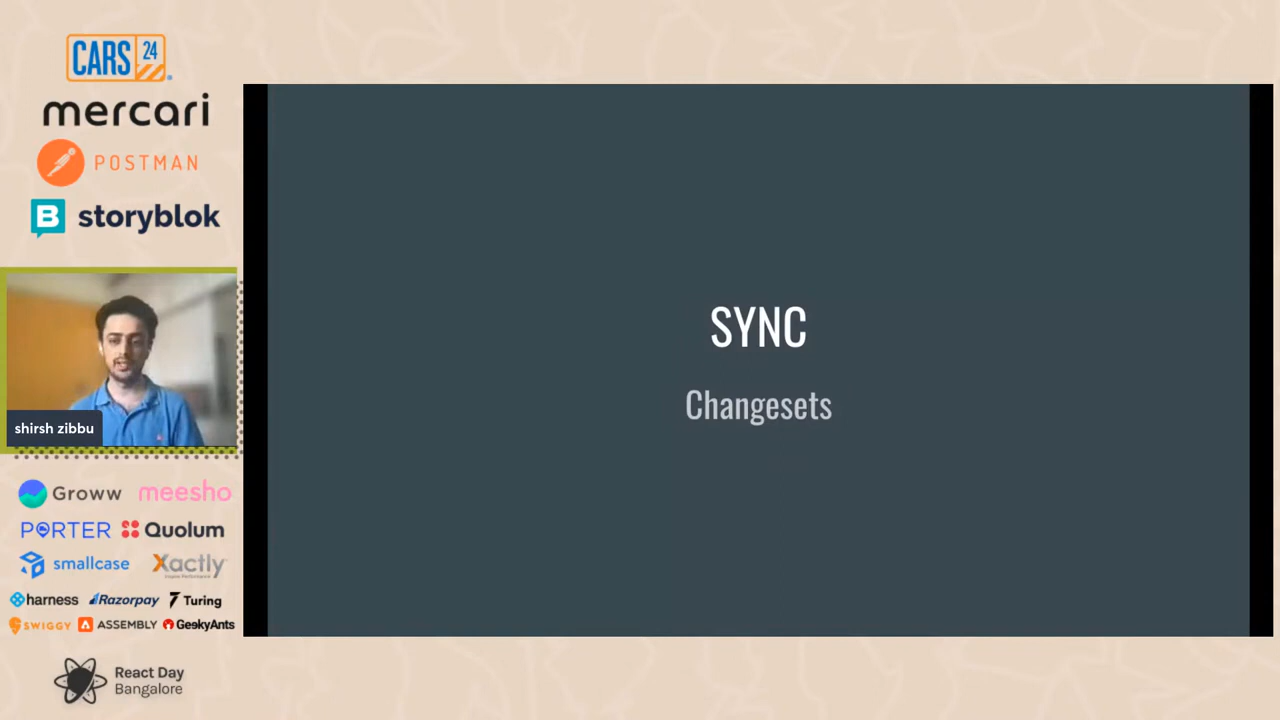 CARS 24
mercari
POSTMAN
B storyblok
shirsh zibbu
SYNC
Changesets
Groww meesho
PORTER Quolum
smallcase Xactly
harness Razorpay Turing
SWIGGY ASSEMBLY GeekyAnts
React Day
Bangalore